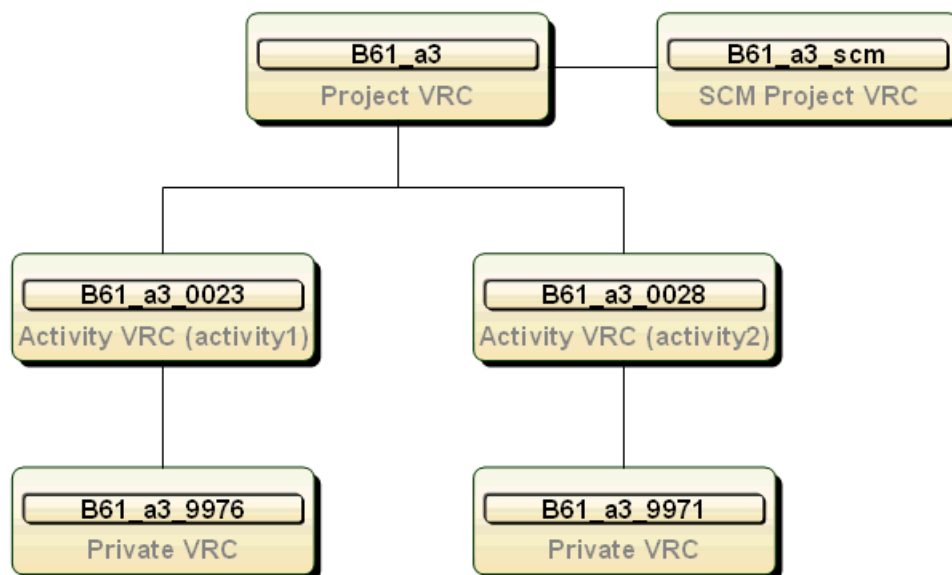 B61_a3
Project VRC
B61_a3_scm
SCM Project VRC
B61_a3_0023
Activity VRC (activity1)
B61_a3_0028
Activity VRC (activity2)
B61_a3_9976
Private VRC
B61_a3_9971
Private VRC